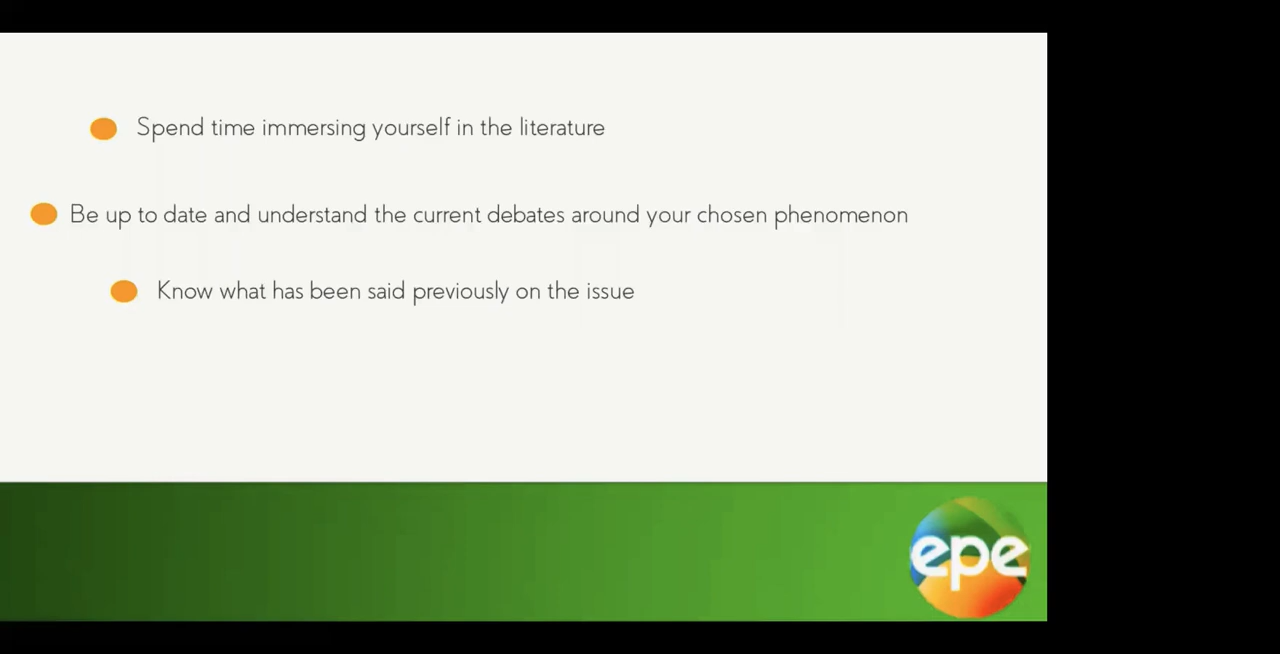 Spend time immersing yourself in the literature
Be up to date and understand the current debates around your chosen phenomenon
Know what has been said previously on the issue
epe